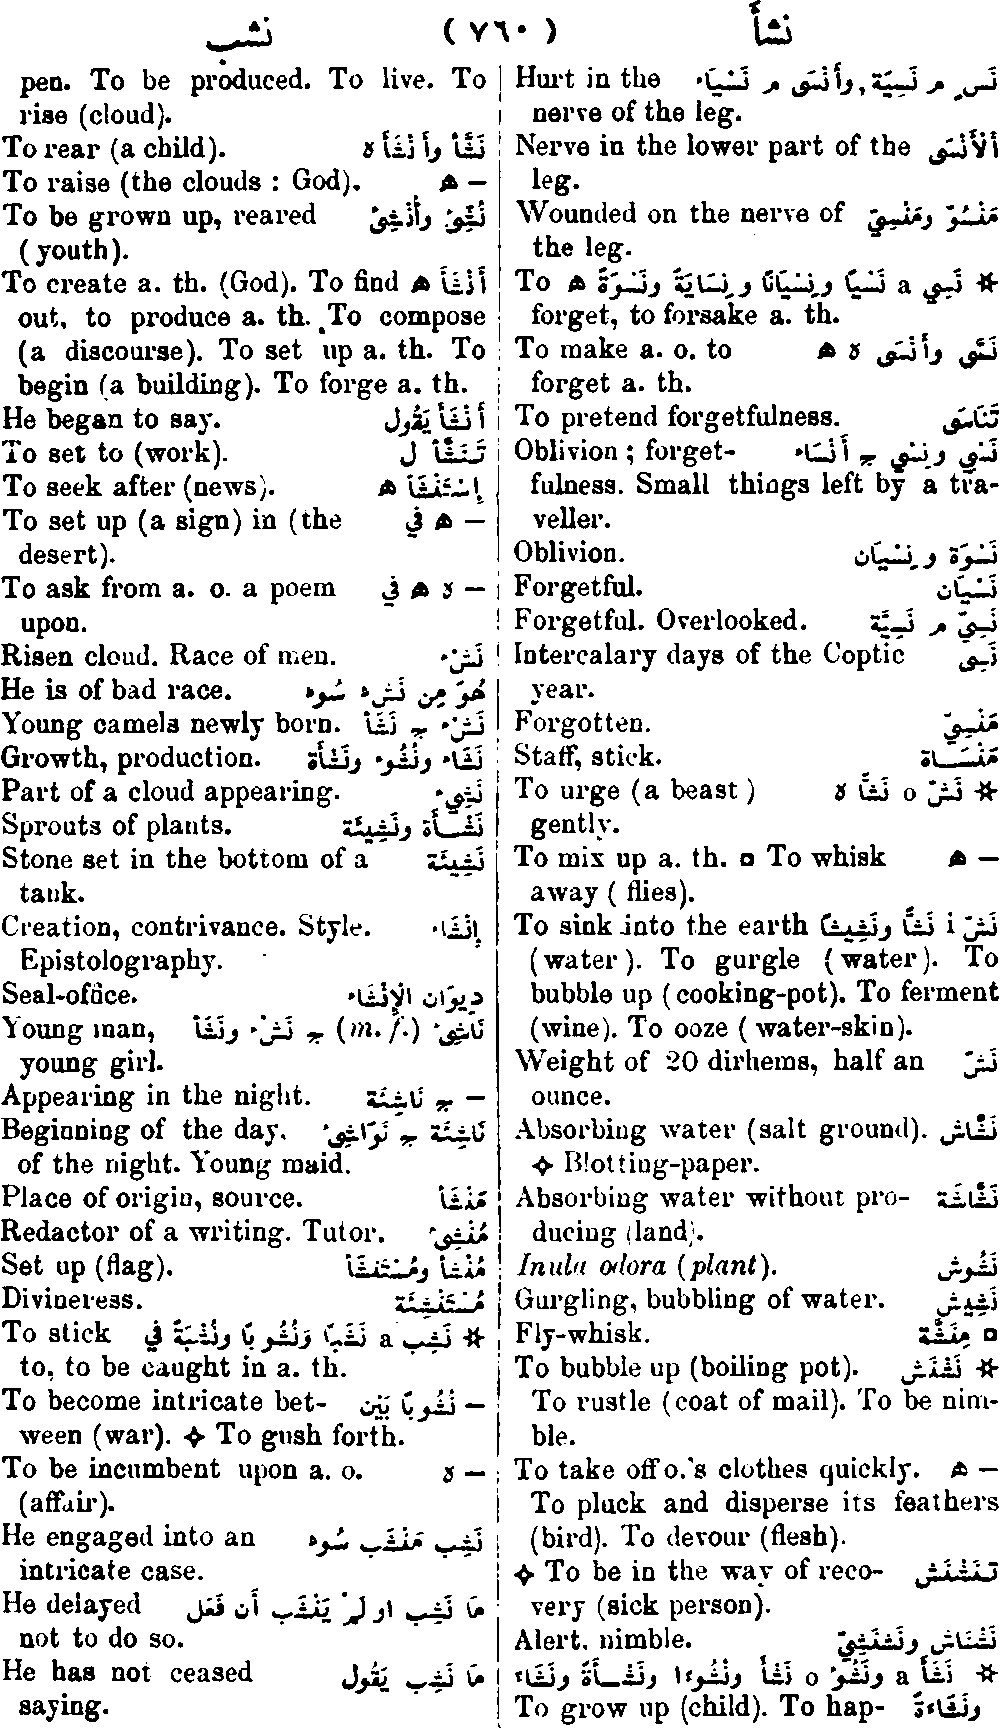 نشأ ( ٧٦٠ ) نشب
Hurt in the نَسٍ م نَسِيَة, وأَنْسَى م نَسْيَاء
nerve of the leg.
Nerve in the lower part of the الأَنْسَى
leg.
Wounded on the nerve of مَنْسُوّ ومَنْسِيّ
the leg.
To ✲ نَسِي a نَسْيًا ونِسْيَانًا ونِسَايَةً ونَسْوَةً ه
forget, to forsake a. th.
To make a. o. to نَسَّى وأَنْسَى ه ه
forget a. th.
To pretend forgetfulness. تَنَاسَى
Oblivion ; forget- نَسْي ونِسْي ج أَنْسَاء
fulness. Small things left by a tra-
veller.
Oblivion. نَسْوَة ونِسْيَان
Forgetful. نَسْيَان
Forgetful. Overlooked. نَسِيّ م نَسِيَّة
Intercalary days of the Coptic نَسِي
year.
Forgotten. مَنْسِيّ
Staff, stick. مَنْسَاة
To urge (a beast ) ✲ نَشّ o نَشًّا ه
gently.
To mix up a. th. ▫ To whisk — ه
away ( flies).
To sink into the earth نَشّ i نَشًّا ونَشِيشًا
(water ). To gurgle (water). To
bubble up (cooking-pot). To ferment
(wine). To ooze ( water-skin).
Weight of 20 dirhems, half an نَشّ
ounce.
Absorbing water (salt ground). نَشَّاش
✧ Blotting-paper.
Absorbing water without pro- نَشَّاشَة
ducing (land).
Inula odora (plant). نَشُوش
Gurgling, bubbling of water. نَشِيش
Fly-whisk. ▫ مِنَشَّة
To bubble up (boiling pot). ✲ نَشْنَش
To rustle (coat of mail). To be nim-
ble.
To take off o.'s clothes quickly. — ه
To pluck and disperse its feathers
(bird). To devour (flesh).
✧ To be in the way of reco- تَنَشْنَش
very (sick person).
Alert, nimble. نَشْنَاش ونَشْنَشِيّ
✲ نَشَأ a ونَشُؤ o نَشْأً ونُشُوءًا ونَشْأَةً ونَشَاءً
To grow up (child). To hap- ونَشَاءَةً
pen. To be produced. To live. To
rise (cloud).
To rear (a child). نَشَّأ وأَنْشَأ ه
To raise (the clouds : God). — ه
To be grown up, reared نُشِّئ وأُنْشِئ
(youth).
To create a. th. (God). To find أَنْشَأ ه
out, to produce a. th. To compose
(a discourse). To set up a. th. To
begin (a building). To forge a. th.
He began to say. أَنْشَأ يَقُول
To set to (work). تَنَشَّأ ل
To seek after (news). إِسْتَنْشَأ ه
To set up (a sign) in (the — ه في
desert).
To ask from a. o. a poem — ه ه في
upon.
Risen cloud. Race of men. نَشْء
He is of bad race. هُوَ مِن نَشْء سُوء
Young camels newly born. نَشْء ج نَشَأ
Growth, production. نَشَاء ونُشُوء ونَشْأَة
Part of a cloud appearing. نَشِيء
Sprouts of plants. نَشْأَة ونَشِيئَة
Stone set in the bottom of a نَشِيئَة
tank.
Creation, contrivance. Style. إِنْشَاء
Epistolography.
Seal-office. دِيوَان الإِنْشَاء
Young man, نَاشِئ (m. f.) ج نَشْء ونَشَأ
young girl.
Appearing in the night. — ج نَاشِئَة
Beginning of the day, نَاشِئَة ج نَوَاشِئ
of the night. Young maid.
Place of origin, source. مَنْشَأ
Redactor of a writing. Tutor. مُنْشِئ
Set up (flag). مُنْشَأ ومُسْتَنْشَأ
Divineress. مُسْتَنْشِئَة
To stick ✲ نَشِب a نَشَبًا ونُشُوبًا ونُشْبَةً في
to, to be caught in a. th.
To become intricate bet- — نُشُوبًا بَيْن
ween (war). ✧ To gush forth.
To be incumbent upon a. o. — ه
(affair).
He engaged into an نَشِب مَنْشَب سُوء
intricate case.
He delayed مَا نَشِب او لَمْ يَنْشَب أَن فَعَل
not to do so.
He has not ceased مَا نَشِب يَقُول
saying.